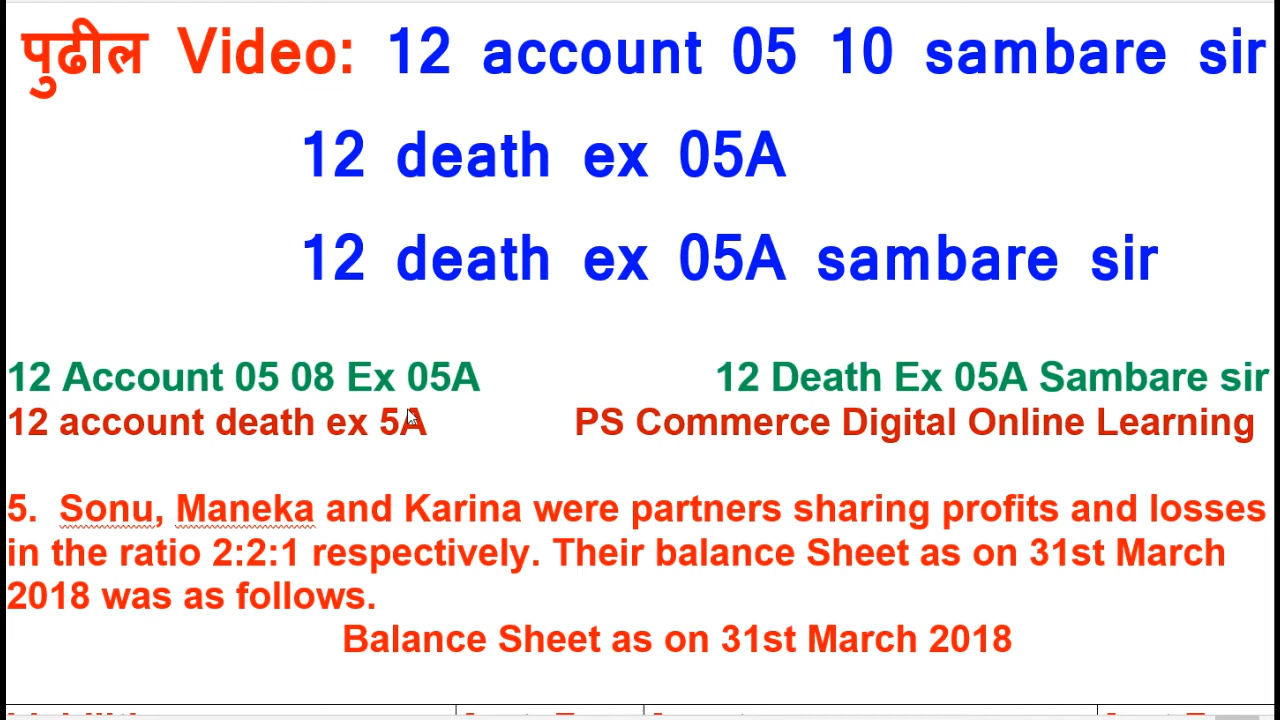 पुढील Video: 12 account 05 10 sambare sir
12 death ex 05A
12 death ex 05A sambare sir
12 Account 05 08 Ex 05A 12 Death Ex 05A Sambare sir
12 account death ex 5A PS Commerce Digital Online Learning
5. Sonu, Maneka and Karina were partners sharing profits and losses
in the ratio 2:2:1 respectively. Their balance Sheet as on 31st March
2018 was as follows.
Balance Sheet as on 31st March 2018